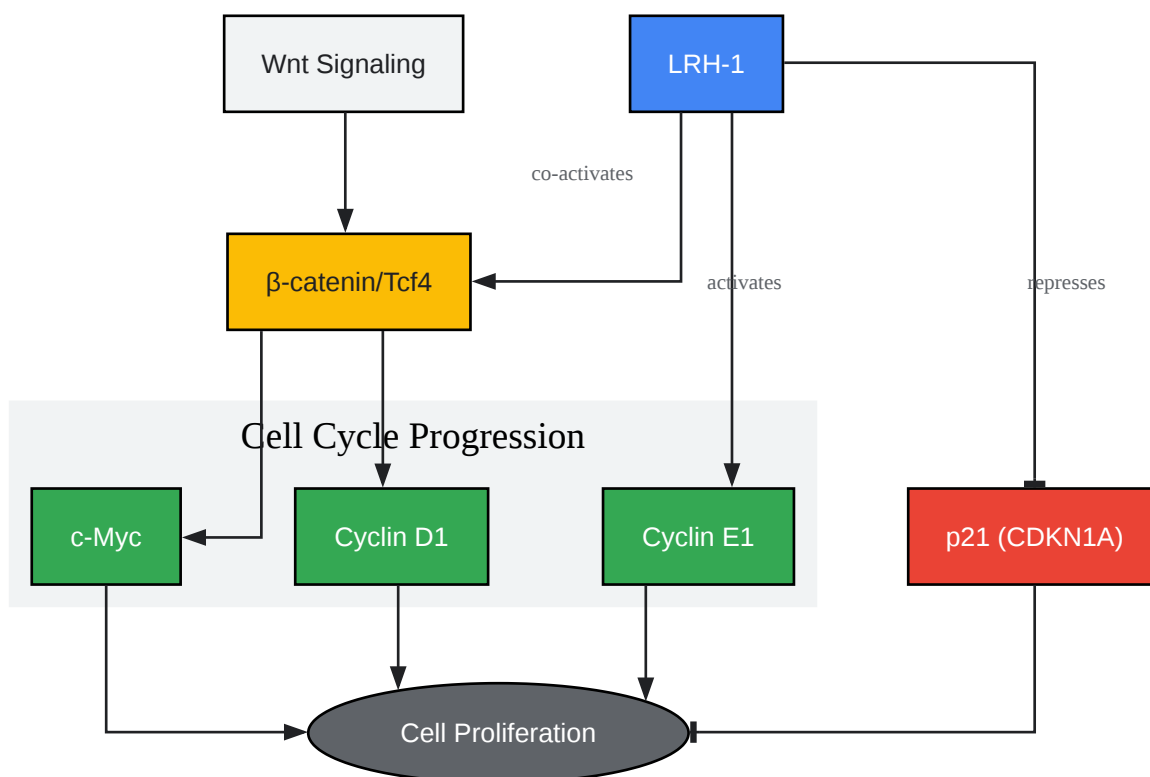 Wnt Signaling
LRH-1
co-activates
β-catenin/Tcf4
activates
represses
Cell Cycle Progression
c-Myc
Cyclin D1
Cyclin E1
p21 (CDKN1A)
Cell Proliferation